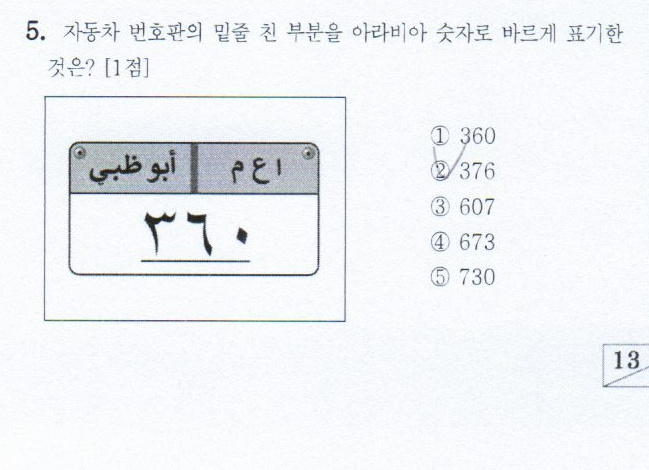 5. 자동차 번호판의 밑줄 친 부분을 아라비아 숫자로 바르게 표기한
것은? [1점]
أبو ظبي ا ع م
٣٦٠
① 360
② 376
③ 607
④ 673
⑤ 730
13